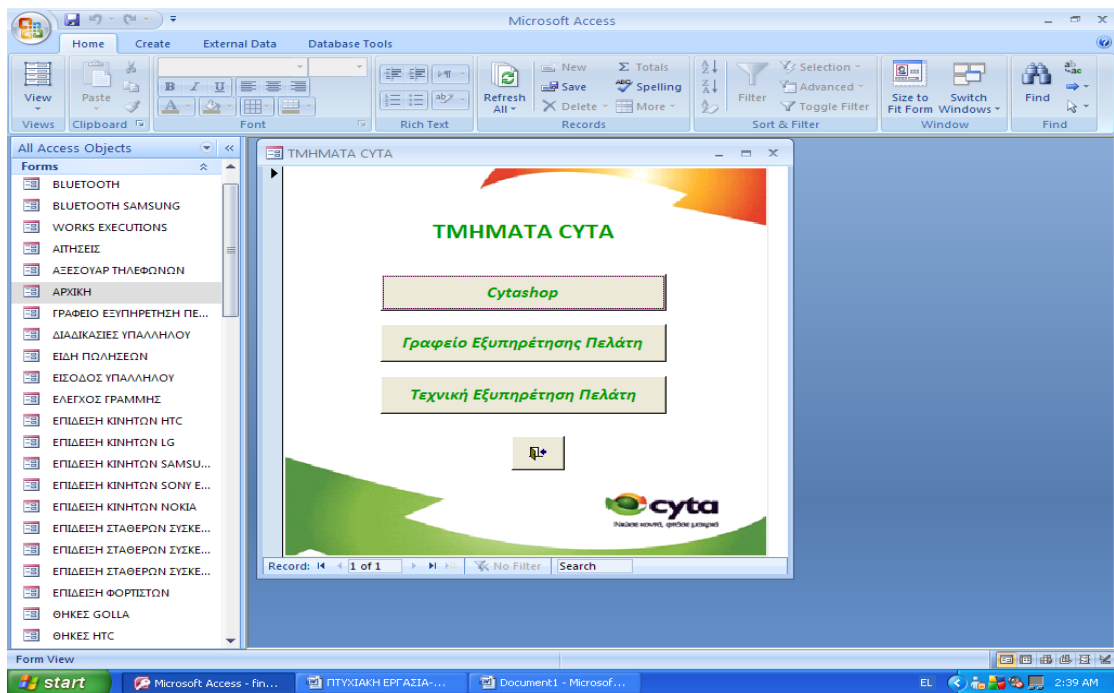 Microsoft Access
Home Create External Data Database Tools
View Paste B I U Refresh All New Save Delete Totals Spelling More Filter Selection Advanced Toggle Filter Size to Fit Form Switch Windows Find
Views Clipboard Font Rich Text Records Sort & Filter Window Find
All Access Objects
Forms
BLUETOOTH
BLUETOOTH SAMSUNG
WORKS EXECUTIONS
ΑΙΤΗΣΕΙΣ
ΑΞΕΣΟΥΑΡ ΤΗΛΕΦΩΝΩΝ
ΑΡΧΙΚΗ
ΓΡΑΦΕΙΟ ΕΞΥΠΗΡΕΤΗΣΗ ΠΕ...
ΔΙΑΔΙΚΑΣΙΕΣ ΥΠΑΛΛΗΛΟΥ
ΕΙΔΗ ΠΩΛΗΣΕΩΝ
ΕΙΣΟΔΟΣ ΥΠΑΛΛΗΛΟΥ
ΕΛΕΓΧΟΣ ΓΡΑΜΜΗΣ
ΕΠΙΔΕΙΞΗ ΚΙΝΗΤΩΝ HTC
ΕΠΙΔΕΙΞΗ ΚΙΝΗΤΩΝ LG
ΕΠΙΔΕΙΞΗ ΚΙΝΗΤΩΝ SAMSU...
ΕΠΙΔΕΙΞΗ ΚΙΝΗΤΩΝ SONY E...
ΕΠΙΔΕΙΞΗ ΚΙΝΗΤΩΝ NOKIA
ΕΠΙΔΕΙΞΗ ΣΤΑΘΕΡΩΝ ΣΥΣΚΕ...
ΕΠΙΔΕΙΞΗ ΣΤΑΘΕΡΩΝ ΣΥΣΚΕ...
ΕΠΙΔΕΙΞΗ ΣΤΑΘΕΡΩΝ ΣΥΣΚΕ...
ΕΠΙΔΕΙΞΗ ΦΟΡΤΙΣΤΩΝ
ΘΗΚΕΣ GOLLA
ΘΗΚΕΣ HTC
ΤΜΗΜΑΤΑ CYTA
ΤΜΗΜΑΤΑ CYTA
Cytashop
Γραφείο Εξυπηρέτησης Πελάτη
Τεχνική Εξυπηρέτηση Πελάτη
cyta
Record: 1 of 1 No Filter Search
Form View
start Microsoft Access - fin... ΠΤΥΧΙΑΚΗ ΕΡΓΑΣΙΑ-... Document1 - Microsof... EL 2:39 AM